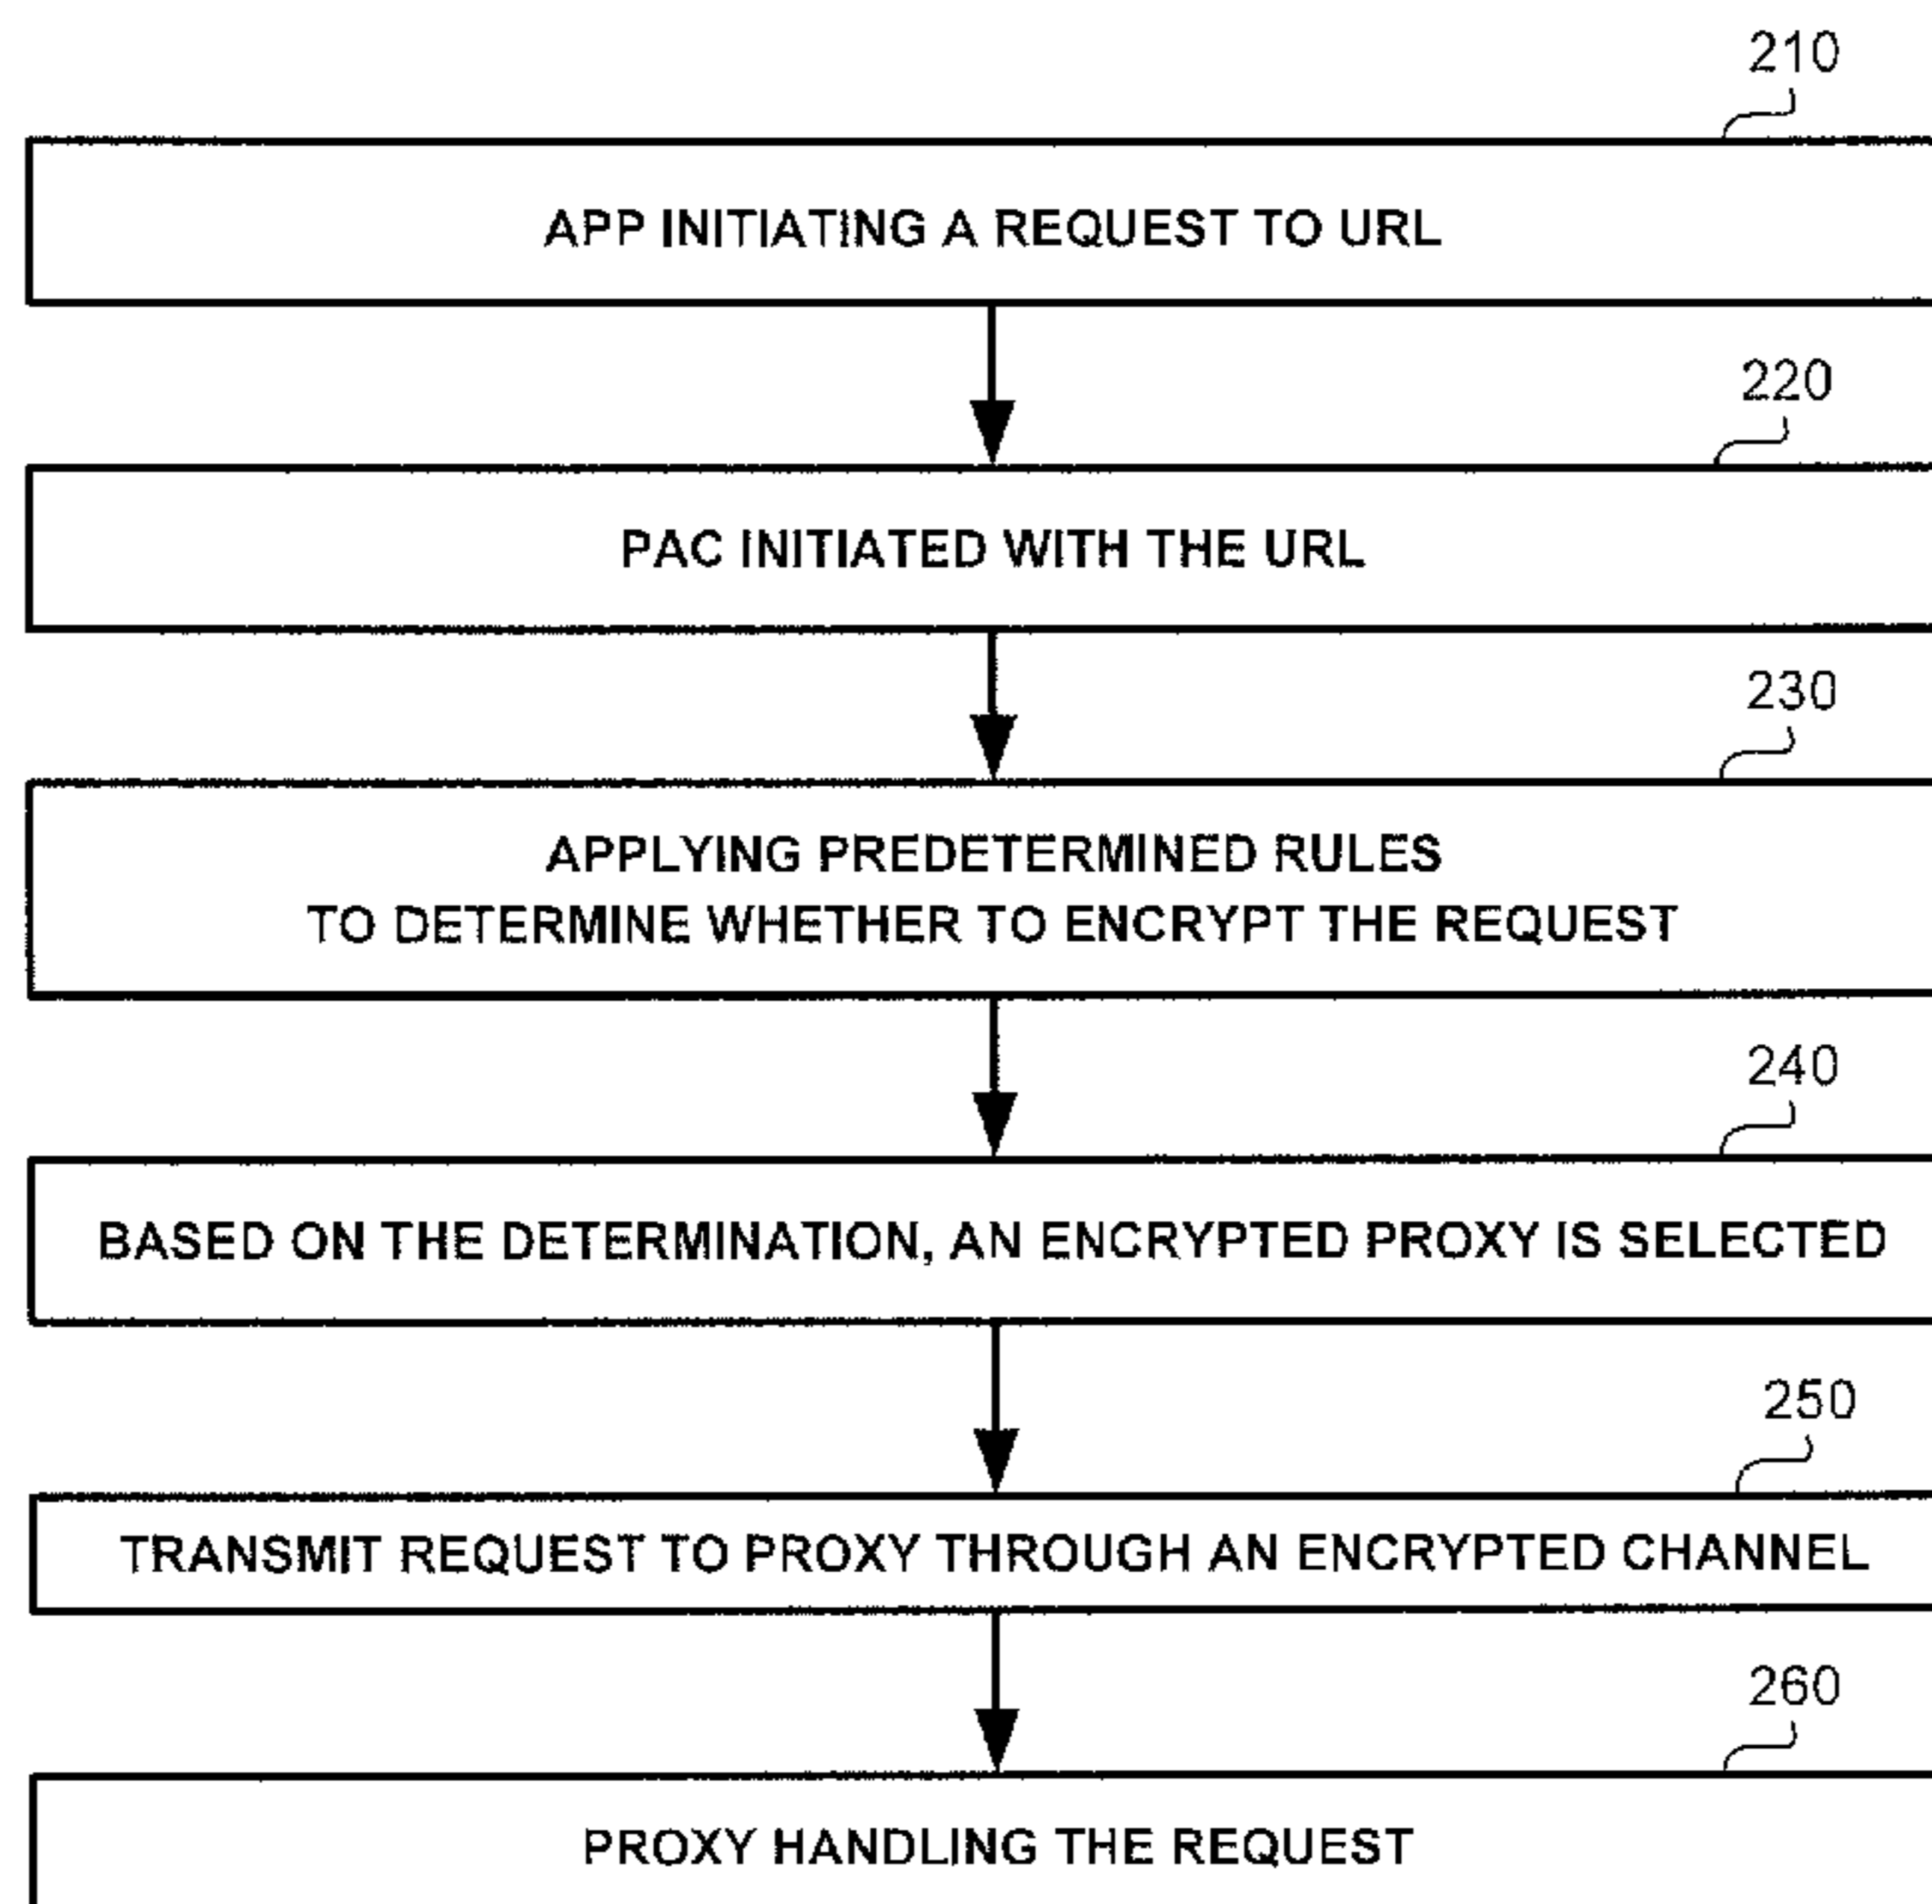 210
APP INITIATING A REQUEST TO URL
220
PAC INITIATED WITH THE URL
230
APPLYING PREDETERMINED RULES
TO DETERMINE WHETHER TO ENCRYPT THE REQUEST
240
BASED ON THE DETERMINATION, AN ENCRYPTED PROXY IS SELECTED
250
TRANSMIT REQUEST TO PROXY THROUGH AN ENCRYPTED CHANNEL
260
PROXY HANDLING THE REQUEST